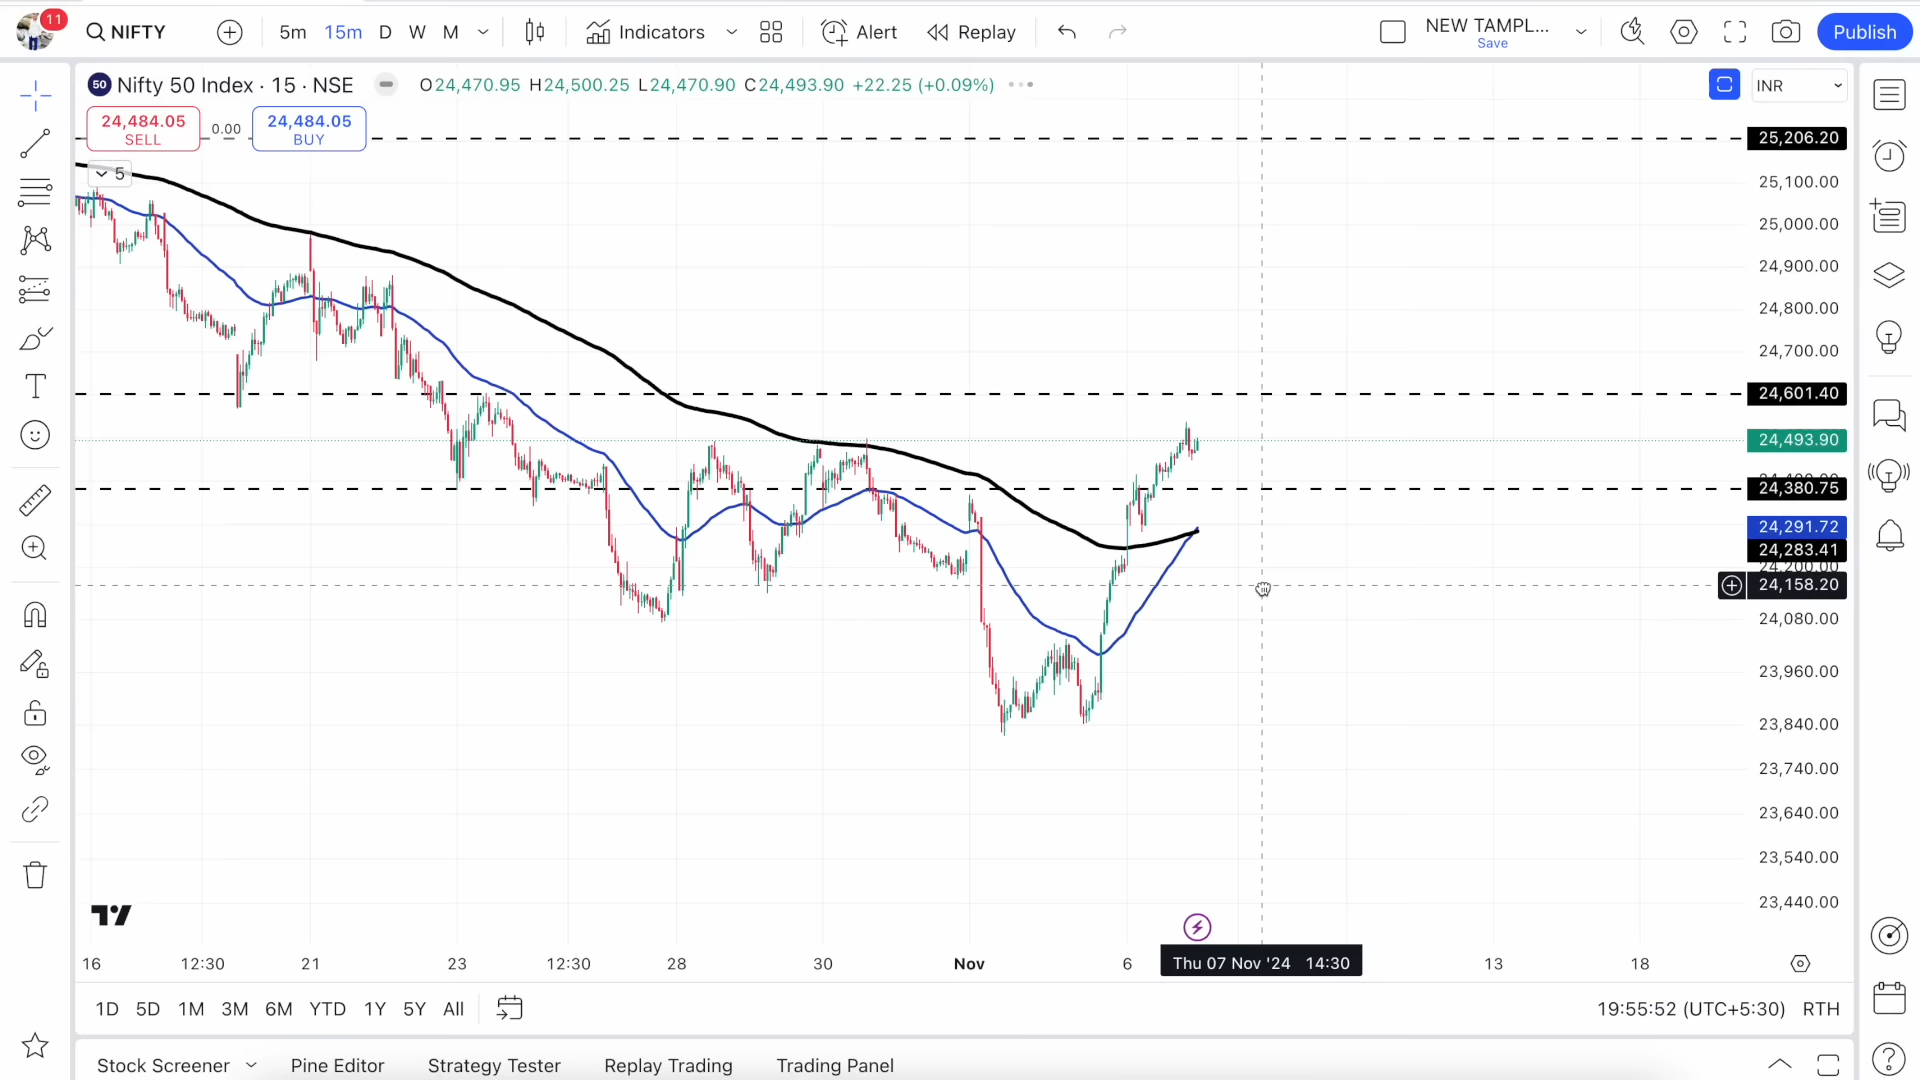 11
NIFTY
5m 15m D W M
Indicators
Alert
Replay
NEW TAMPL...
Save
Publish
50 Nifty 50 Index · 15 · NSE
O24,470.95 H24,500.25 L24,470.90 C24,493.90 +22.25 (+0.09%)
INR
24,484.05
SELL
0.00
24,484.05
BUY
5
25,206.20
25,100.00
25,000.00
24,900.00
24,800.00
24,700.00
24,601.40
24,493.90
24,380.75
24,291.72
24,283.41
24,200.00
24,158.20
24,080.00
23,960.00
23,840.00
23,740.00
23,640.00
23,540.00
23,440.00
16 12:30 21 23 12:30 28 30 Nov 6 Thu 07 Nov '24 14:30 13 18
1D 5D 1M 3M 6M YTD 1Y 5Y All
19:55:52 (UTC+5:30) RTH
Stock Screener Pine Editor Strategy Tester Replay Trading Trading Panel